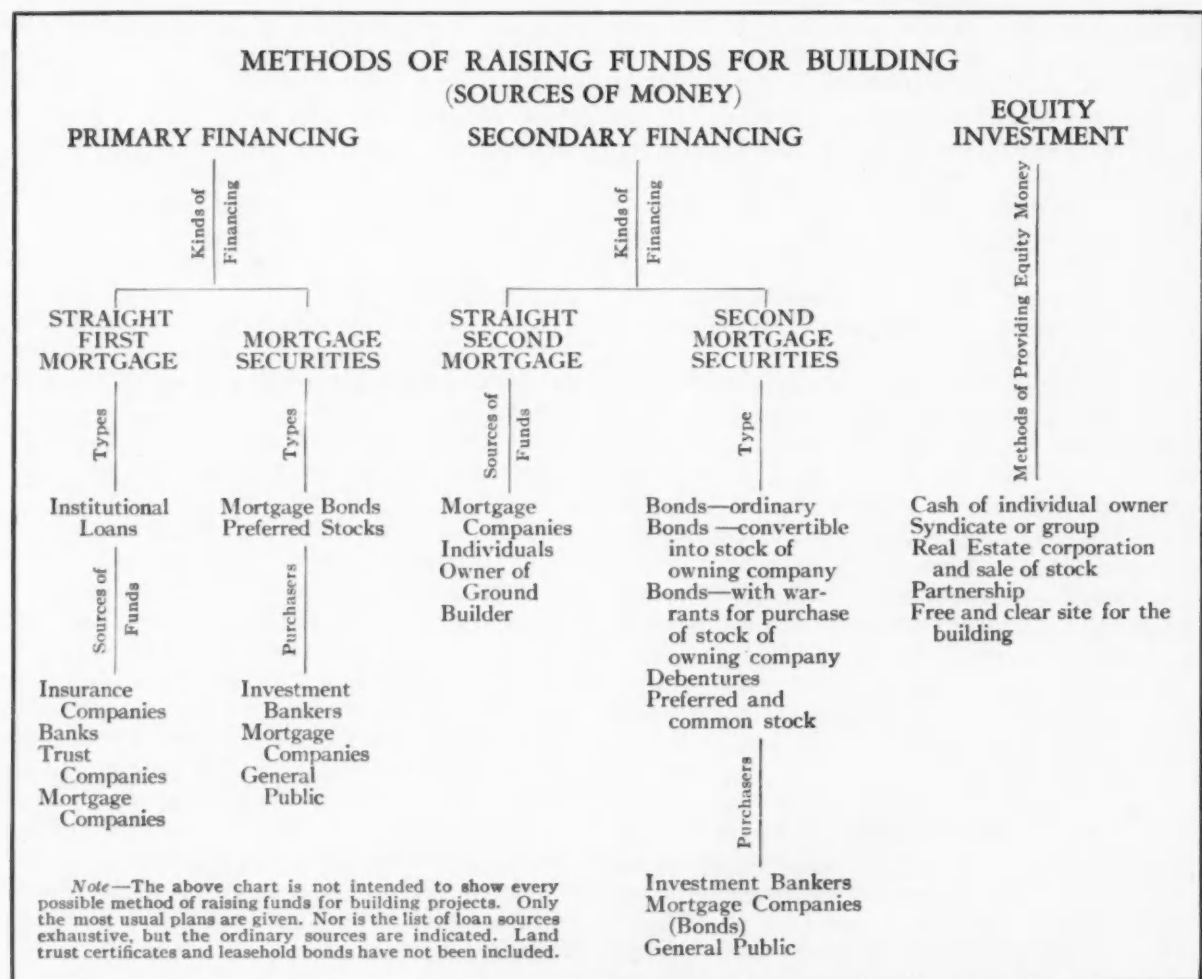 METHODS OF RAISING FUNDS FOR BUILDING
(SOURCES OF MONEY)
PRIMARY FINANCING
Kinds of
Financing
STRAIGHT
FIRST
MORTGAGE
Types
Institutional
Loans
Sources of
Funds
Insurance
Companies
Banks
Trust
Companies
Mortgage
Companies
MORTGAGE
SECURITIES
Types
Mortgage Bonds
Preferred Stocks
Purchasers
Investment
Bankers
Mortgage
Companies
General
Public
SECONDARY FINANCING
Kinds of
Financing
STRAIGHT
SECOND
MORTGAGE
Sources of
Funds
Mortgage
Companies
Individuals
Owner of
Ground
Builder
SECOND
MORTGAGE
SECURITIES
Type
Bonds—ordinary
Bonds—convertible
into stock of
owning company
Bonds—with war-
rants for purchase
of stock of
owning company
Debentures
Preferred and
common stock
Purchasers
Investment Bankers
Mortgage Companies
(Bonds)
General Public
EQUITY
INVESTMENT
Methods of Providing Equity Money
Cash of individual owner
Syndicate or group
Real Estate corporation
and sale of stock
Partnership
Free and clear site for the
building
Note—The above chart is not intended to show every
possible method of raising funds for building projects. Only
the most usual plans are given. Nor is the list of loan sources
exhaustive, but the ordinary sources are indicated. Land
trust certificates and leasehold bonds have not been included.